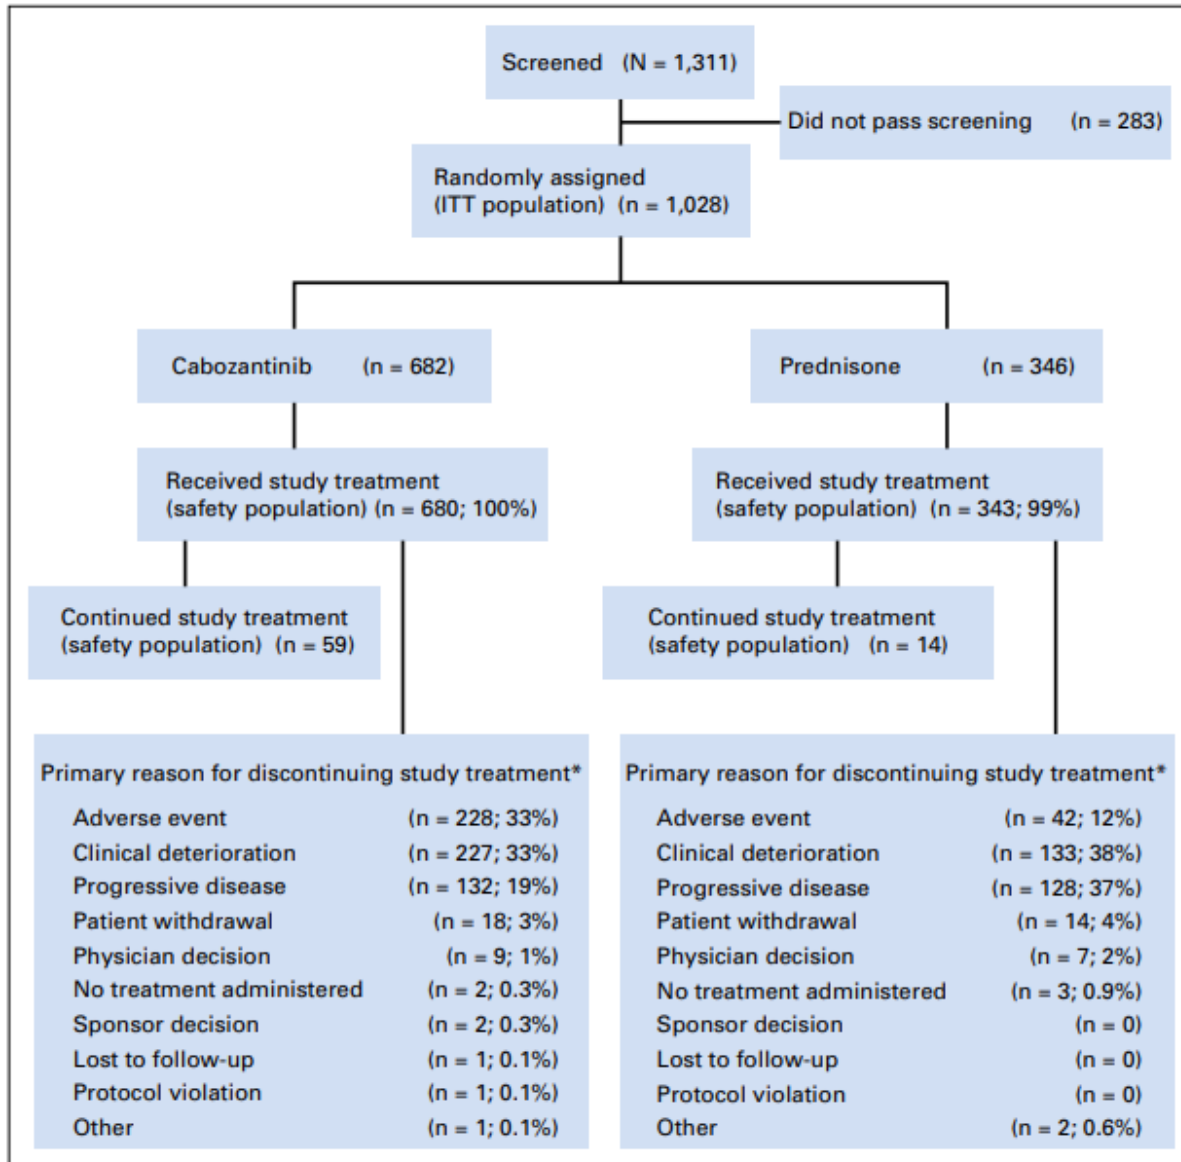 Screened (N = 1,311)
Did not pass screening (n = 283)
Randomly assigned
(ITT population) (n = 1,028)
Cabozantinib (n = 682)
Prednisone (n = 346)
Received study treatment
(safety population) (n = 680; 100%)
Received study treatment
(safety population) (n = 343; 99%)
Continued study treatment
(safety population) (n = 59)
Continued study treatment
(safety population) (n = 14)
Primary reason for discontinuing study treatment*
Adverse event (n = 228; 33%)
Clinical deterioration (n = 227; 33%)
Progressive disease (n = 132; 19%)
Patient withdrawal (n = 18; 3%)
Physician decision (n = 9; 1%)
No treatment administered (n = 2; 0.3%)
Sponsor decision (n = 2; 0.3%)
Lost to follow-up (n = 1; 0.1%)
Protocol violation (n = 1; 0.1%)
Other (n = 1; 0.1%)
Primary reason for discontinuing study treatment*
Adverse event (n = 42; 12%)
Clinical deterioration (n = 133; 38%)
Progressive disease (n = 128; 37%)
Patient withdrawal (n = 14; 4%)
Physician decision (n = 7; 2%)
No treatment administered (n = 3; 0.9%)
Sponsor decision (n = 0)
Lost to follow-up (n = 0)
Protocol violation (n = 0)
Other (n = 2; 0.6%)